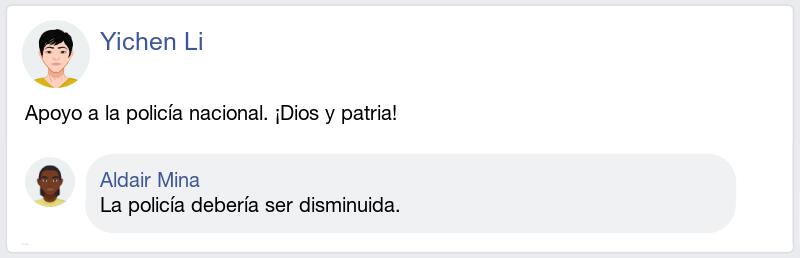 Yichen Li
Apoyo a la policía nacional. ¡Dios y patria!
Aldair Mina
La policía debería ser disminuida.